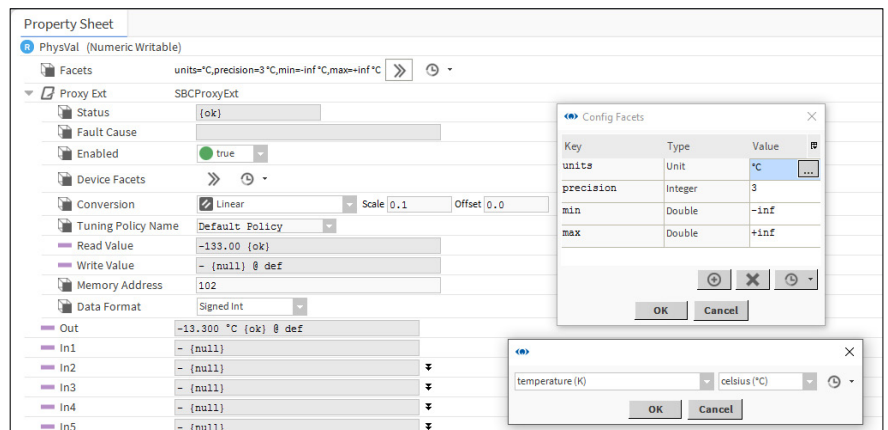 Property Sheet
R PhysVal (Numeric Writable)
Facets units=°C,precision=3 °C,min=-inf °C,max=+inf °C
Proxy Ext SBCProxyExt
Status {ok}
Fault Cause
Enabled true
Device Facets
Conversion Linear Scale 0.1 Offset 0.0
Tuning Policy Name Default Policy
Read Value -133.00 {ok}
Write Value - {null} @ def
Memory Address 102
Data Format Signed Int
Out -13.300 °C {ok} @ def
In1 - {null}
In2 - {null}
In3 - {null}
In4 - {null}
In5 - {null}
Config Facets
Key Type Value
units Unit °C ...
precision Integer 3
min Double -inf
max Double +inf
OK Cancel
temperature (K) celsius (°C)
OK Cancel